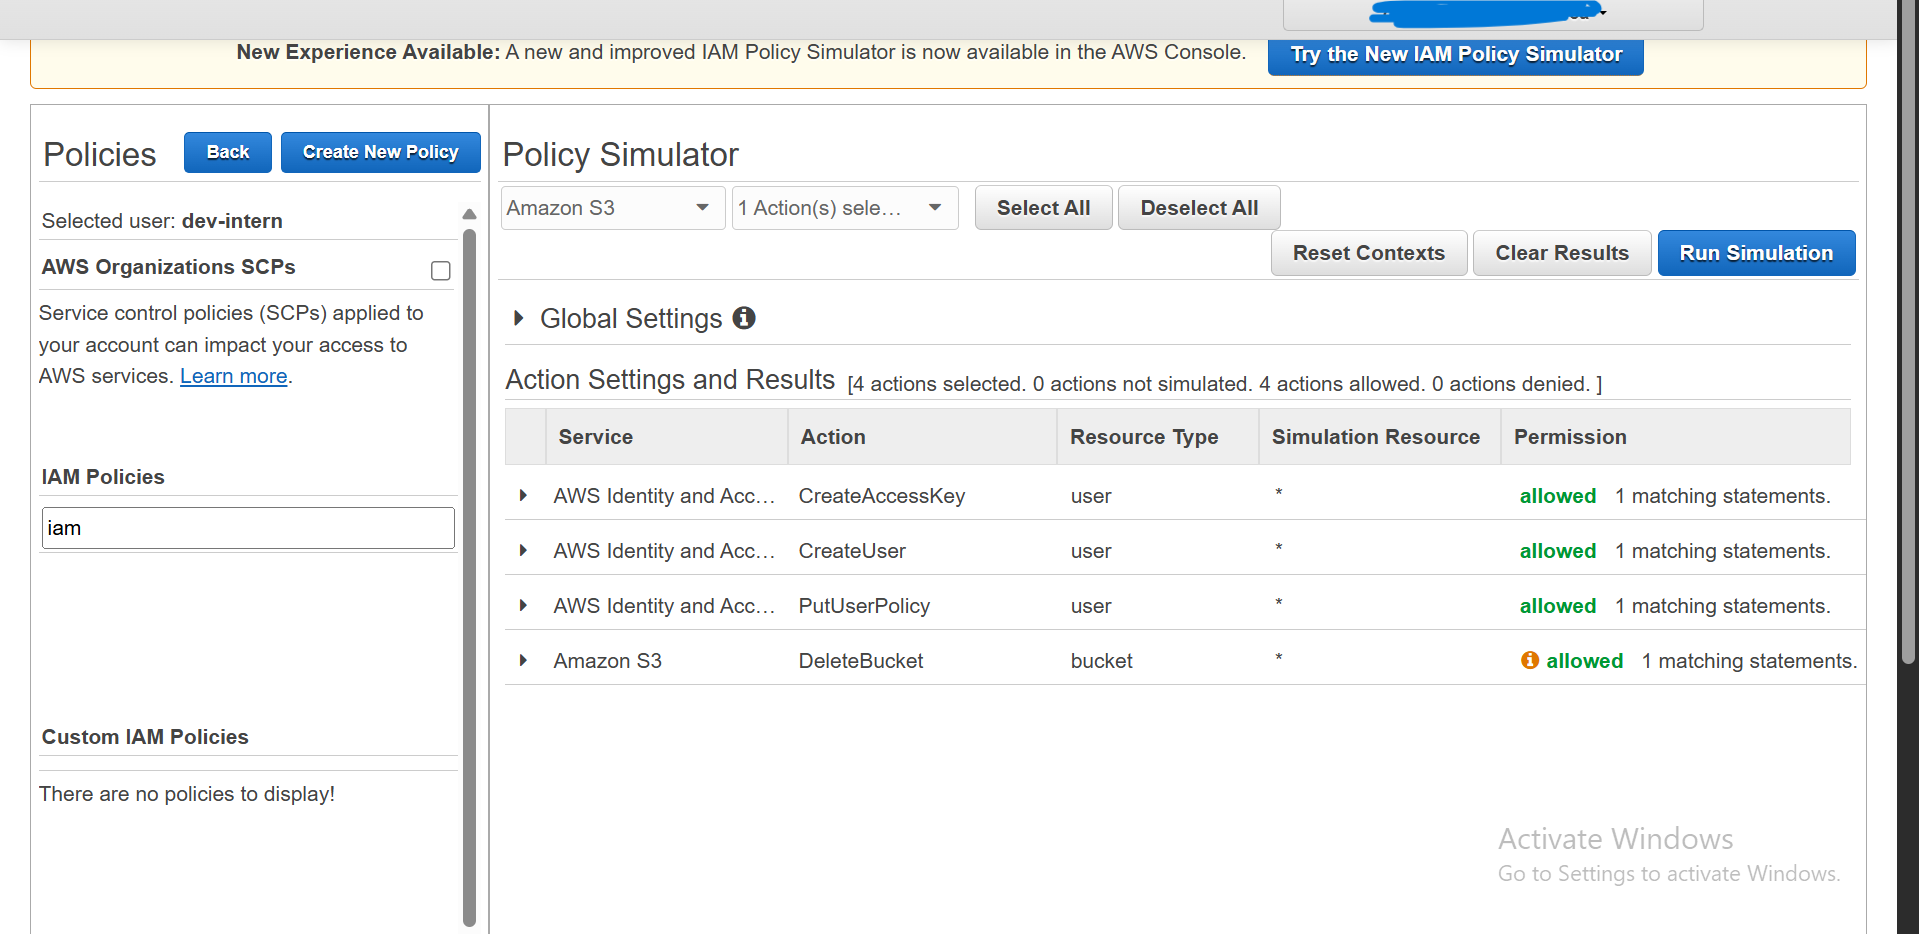 New Experience Available: A new and improved IAM Policy Simulator is now available in the AWS Console.
Try the New IAM Policy Simulator
Policies
Back
Create New Policy
Selected user: dev-intern
AWS Organizations SCPs
Service control policies (SCPs) applied to
your account can impact your access to
AWS services. Learn more.
IAM Policies
iam
Custom IAM Policies
There are no policies to display!
Policy Simulator
Amazon S3
1 Action(s) sele...
Select All
Deselect All
Reset Contexts
Clear Results
Run Simulation
Global Settings
Action Settings and Results [4 actions selected. 0 actions not simulated. 4 actions allowed. 0 actions denied. ]
Service Action Resource Type Simulation Resource Permission
AWS Identity and Acc... CreateAccessKey user * allowed 1 matching statements.
AWS Identity and Acc... CreateUser user * allowed 1 matching statements.
AWS Identity and Acc... PutUserPolicy user * allowed 1 matching statements.
Amazon S3 DeleteBucket bucket * allowed 1 matching statements.
Activate Windows
Go to Settings to activate Windows.